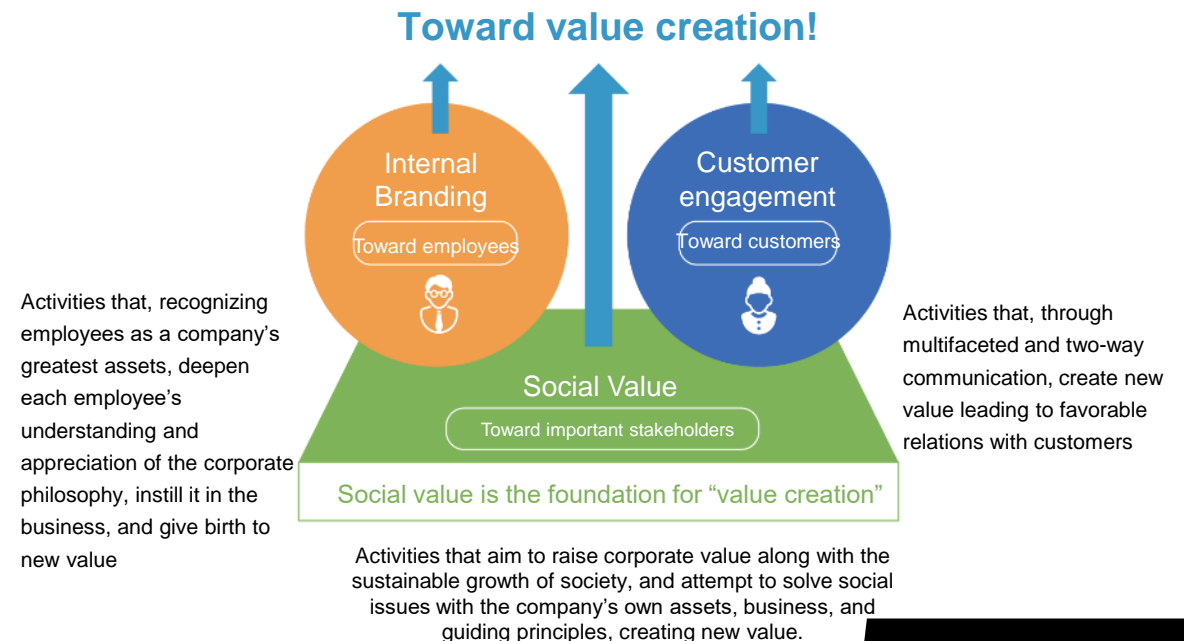 Toward value creation!
Internal
Branding
Toward employees
Customer
engagement
Toward customers
Activities that, recognizing
employees as a company’s
greatest assets, deepen
each employee’s
understanding and
appreciation of the corporate
philosophy, instill it in the
business, and give birth to
new value
Activities that, through
multifaceted and two-way
communication, create new
value leading to favorable
relations with customers
Social Value
Toward important stakeholders
Social value is the foundation for “value creation”
Activities that aim to raise corporate value along with the
sustainable growth of society, and attempt to solve social
issues with the company’s own assets, business, and
guiding principles, creating new value.